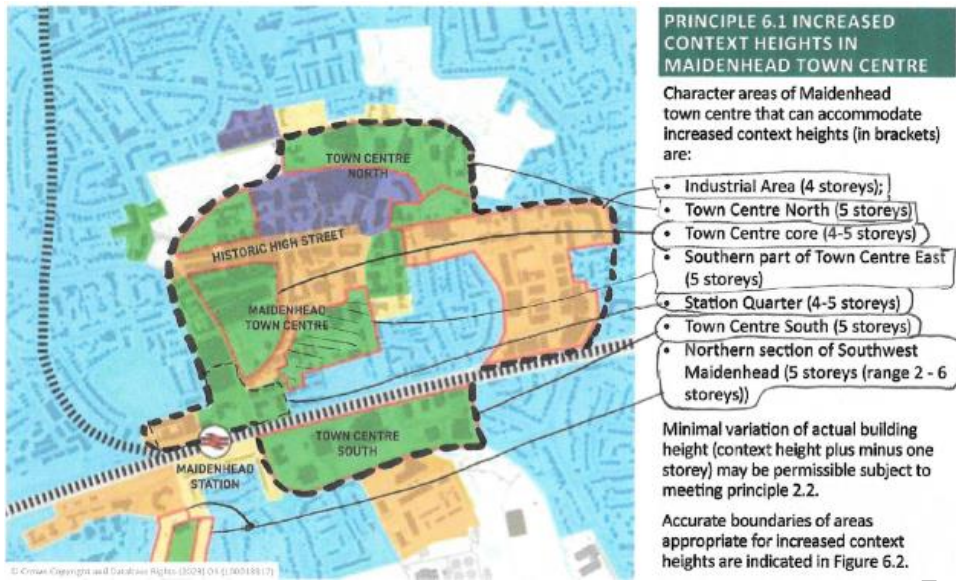 PRINCIPLE 6.1 INCREASED
CONTEXT HEIGHTS IN
MAIDENHEAD TOWN CENTRE
Character areas of Maidenhead
town centre that can accommodate
increased context heights (in brackets)
are:
• Industrial Area (4 storeys);
• Town Centre North (5 storeys)
• Town Centre core (4-5 storeys)
• Southern part of Town Centre East
(5 storeys)
• Station Quarter (4-5 storeys)
• Town Centre South (5 storeys)
• Northern section of Southwest
Maidenhead (5 storeys (range 2 - 6
storeys))
Minimal variation of actual building
height (context height plus minus one
storey) may be permissible subject to
meeting principle 2.2.
Accurate boundaries of areas
appropriate for increased context
heights are indicated in Figure 6.2.
TOWN CENTRE
NORTH
HISTORIC HIGH STREET
MAIDENHEAD
TOWN CENTRE
TOWN CENTRE
SOUTH
MAIDENHEAD
STATION
© Crown Copyright and Database Rights